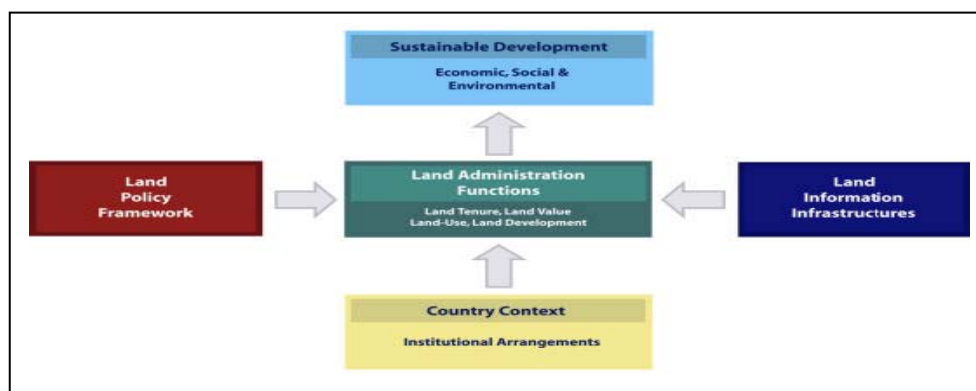 Sustainable Development
Economic, Social &
Environmental
Land
Policy
Framework
Land Administration
Functions
Land Tenure, Land Value
Land-Use, Land Development
Land
Information
Infrastructures
Country Context
Institutional Arrangements